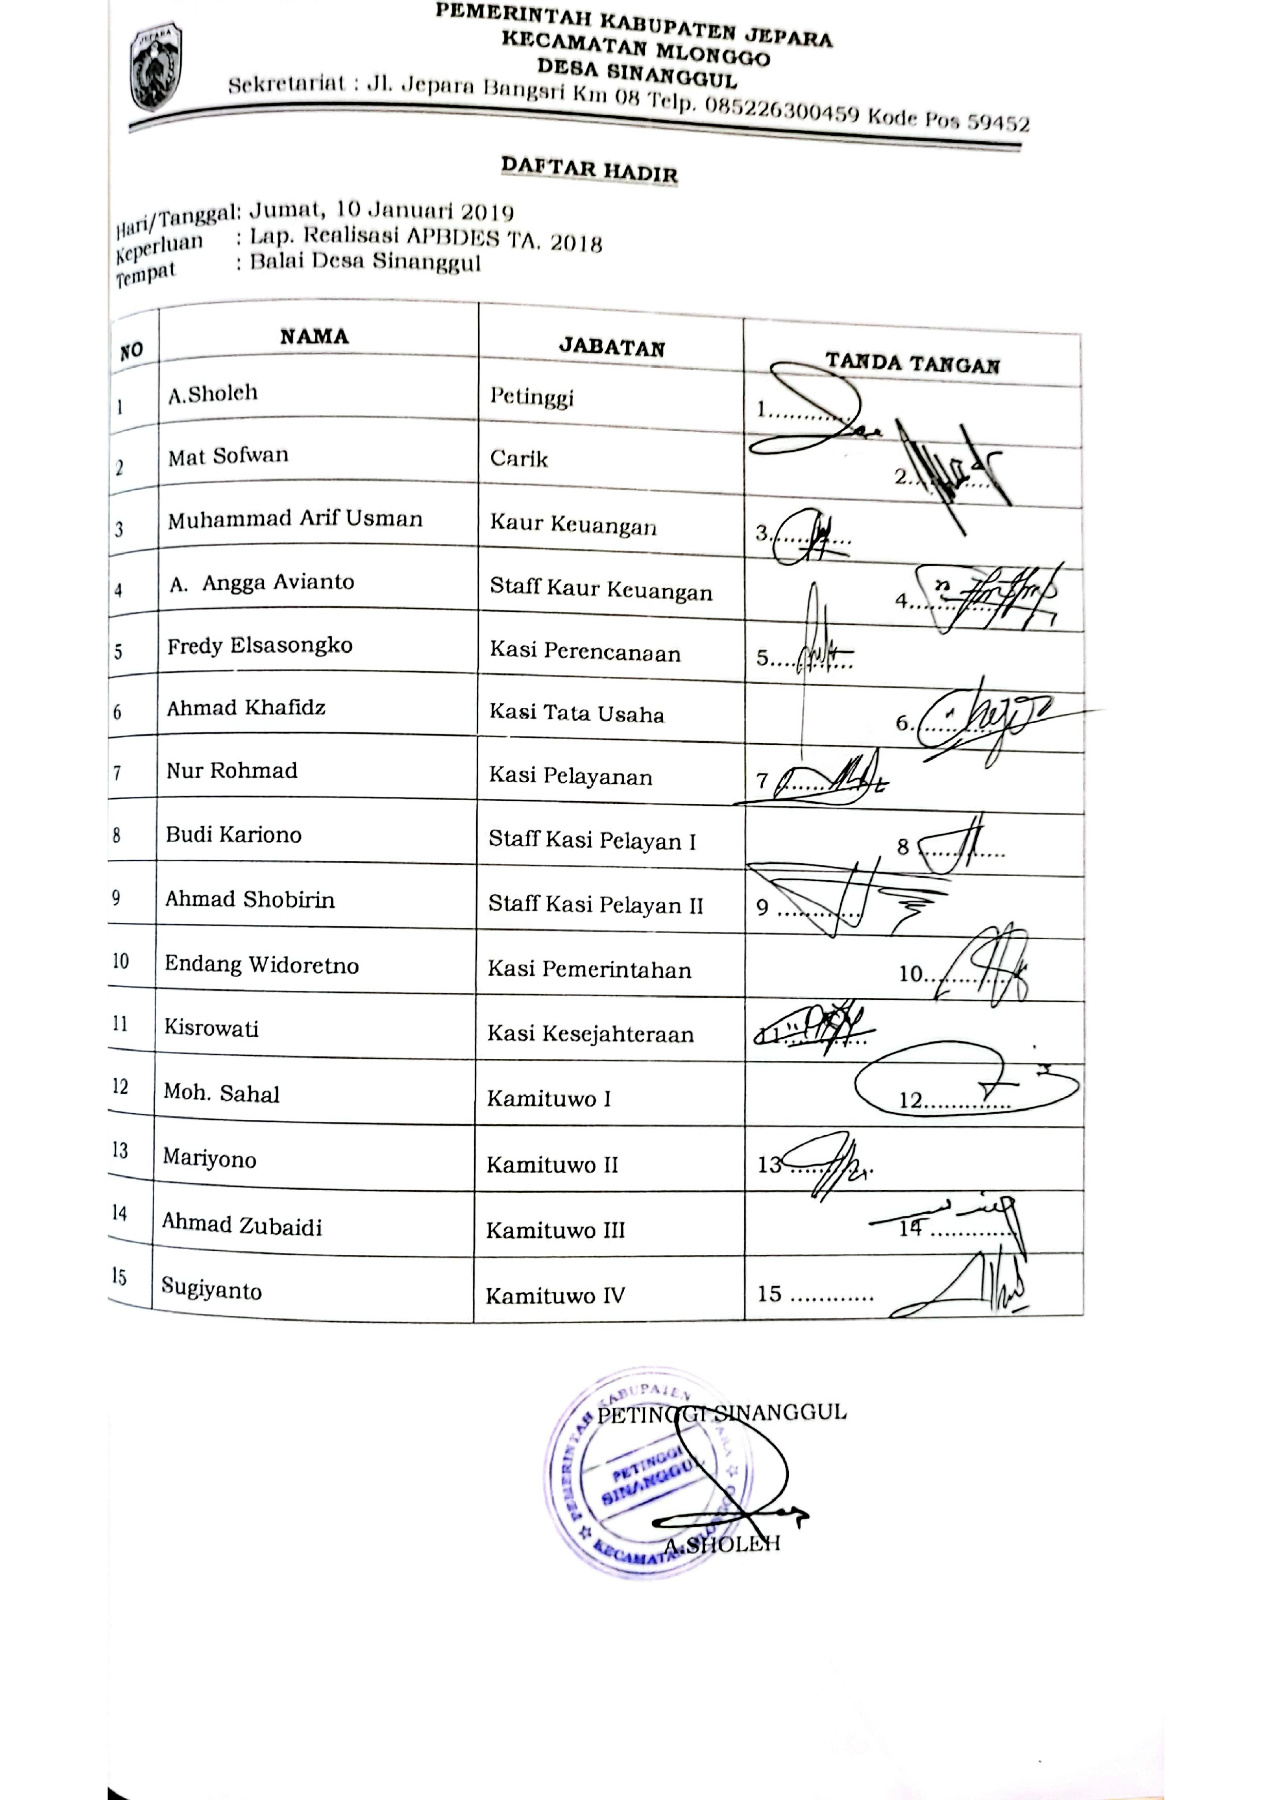 JEPARA
PEMERINTAH KABUPATEN JEPARA
KECAMATAN MLONGGO
DESA SINANGGUL
Sekretariat : Jl. Jepara Bangsri Km 08 Telp. 085226300459 Kode Pos 59452
DAFTAR HADIR
Hari/Tanggal: Jumat, 10 Januari 2019
Keperluan : Lap. Realisasi APBDES TA. 2018
Tempat : Balai Desa Sinanggul
NO NAMA JABATAN TANDA TANGAN
1 A.Sholeh Petinggi 1............
2 Mat Sofwan Carik 2............
3 Muhammad Arif Usman Kaur Keuangan 3............
4 A. Angga Avianto Staff Kaur Keuangan 4............
5 Fredy Elsasongko Kasi Perencanaan 5............
6 Ahmad Khafidz Kasi Tata Usaha 6............
7 Nur Rohmad Kasi Pelayanan 7 ............
8 Budi Kariono Staff Kasi Pelayan I 8 ............
9 Ahmad Shobirin Staff Kasi Pelayan II 9 ............
10 Endang Widoretno Kasi Pemerintahan 10............
11 Kisrowati Kasi Kesejahteraan 11............
12 Moh. Sahal Kamituwo I 12............
13 Mariyono Kamituwo II 13 ............
14 Ahmad Zubaidi Kamituwo III 14 ............
15 Sugiyanto Kamituwo IV 15 ............
PETINGGI SINANGGUL
PEMERINTAH KABUPATEN JEPARA
PETINGGI
SINANGGUL
KECAMATAN MLONGGO
A.SHOLEH